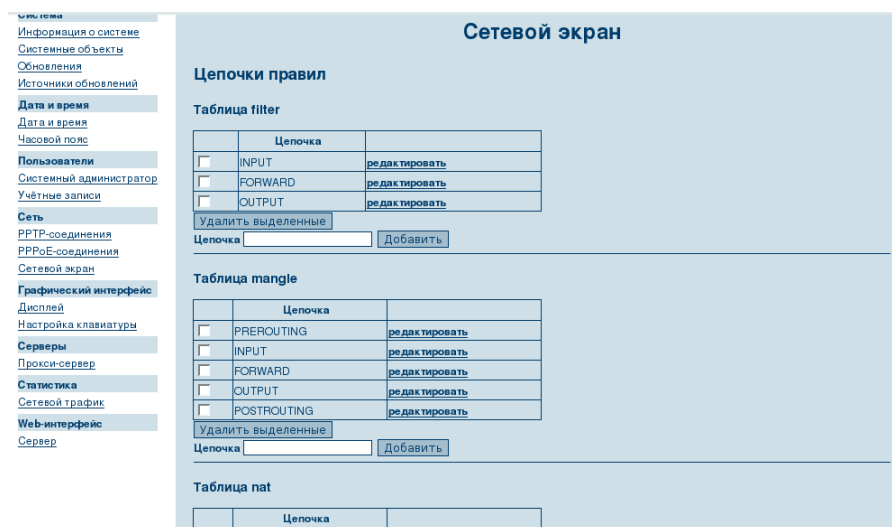 Система
Информация о системе
Системные объекты
Обновления
Источники обновлений
Дата и время
Дата и время
Часовой пояс
Пользователи
Системный администратор
Учётные записи
Сеть
PPTP-соединения
PPPoE-соединения
Сетевой экран
Графический интерфейс
Дисплей
Настройка клавиатуры
Серверы
Прокси-сервер
Статистика
Сетевой трафик
Web-интерфейс
Сервер
Сетевой экран
Цепочки правил
Таблица filter
Цепочка
INPUT редактировать
FORWARD редактировать
OUTPUT редактировать
Удалить выделенные
Цепочка Добавить
Таблица mangle
Цепочка
PREROUTING редактировать
INPUT редактировать
FORWARD редактировать
OUTPUT редактировать
POSTROUTING редактировать
Удалить выделенные
Цепочка Добавить
Таблица nat
Цепочка